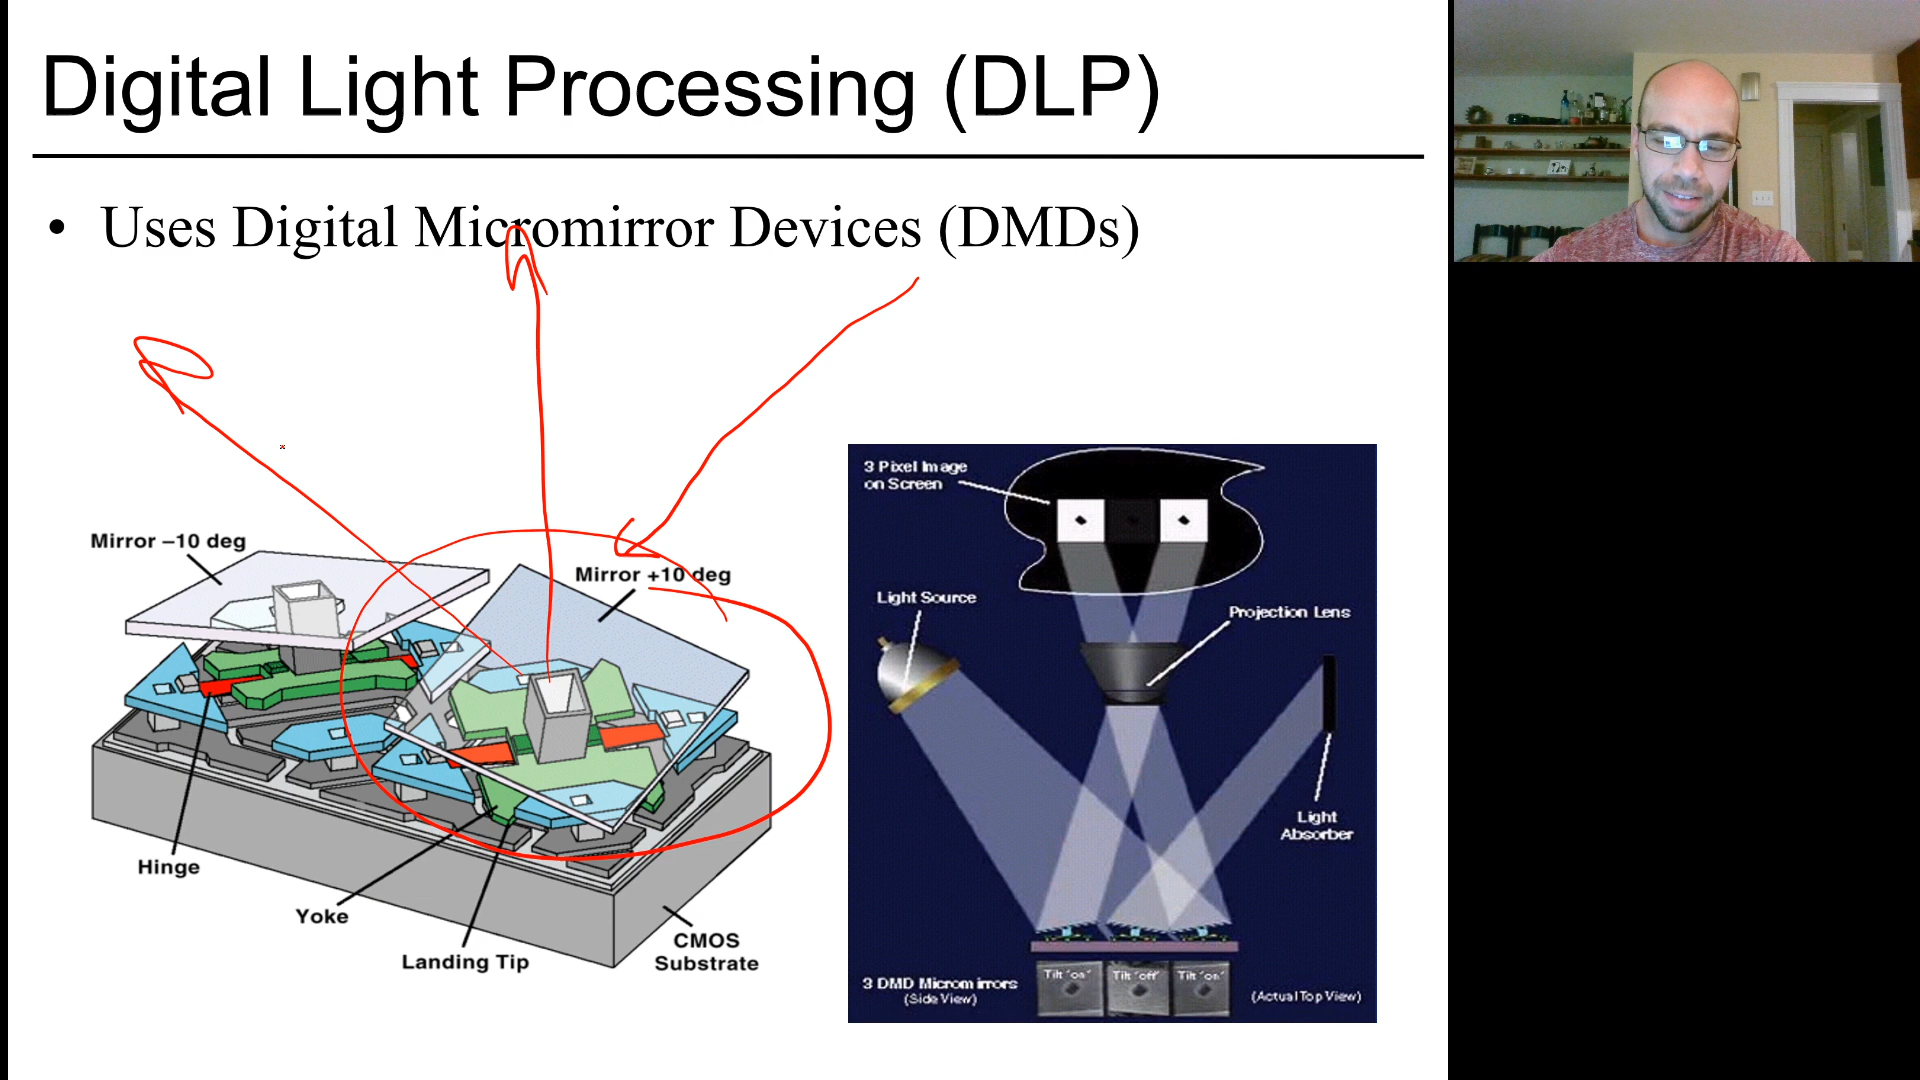 Digital Light Processing (DLP)
• Uses Digital Micromirror Devices (DMDs)
Mirror –10 deg
Mirror +10 deg
Hinge
Yoke
Landing Tip
CMOS
Substrate
3 Pixel Image
on Screen
Light Source
Projection Lens
Light
Absorber
3 DMD Micromirrors
(Side View)
Tilt "on"
Tilt "off"
Tilt "on"
(Actual Top View)